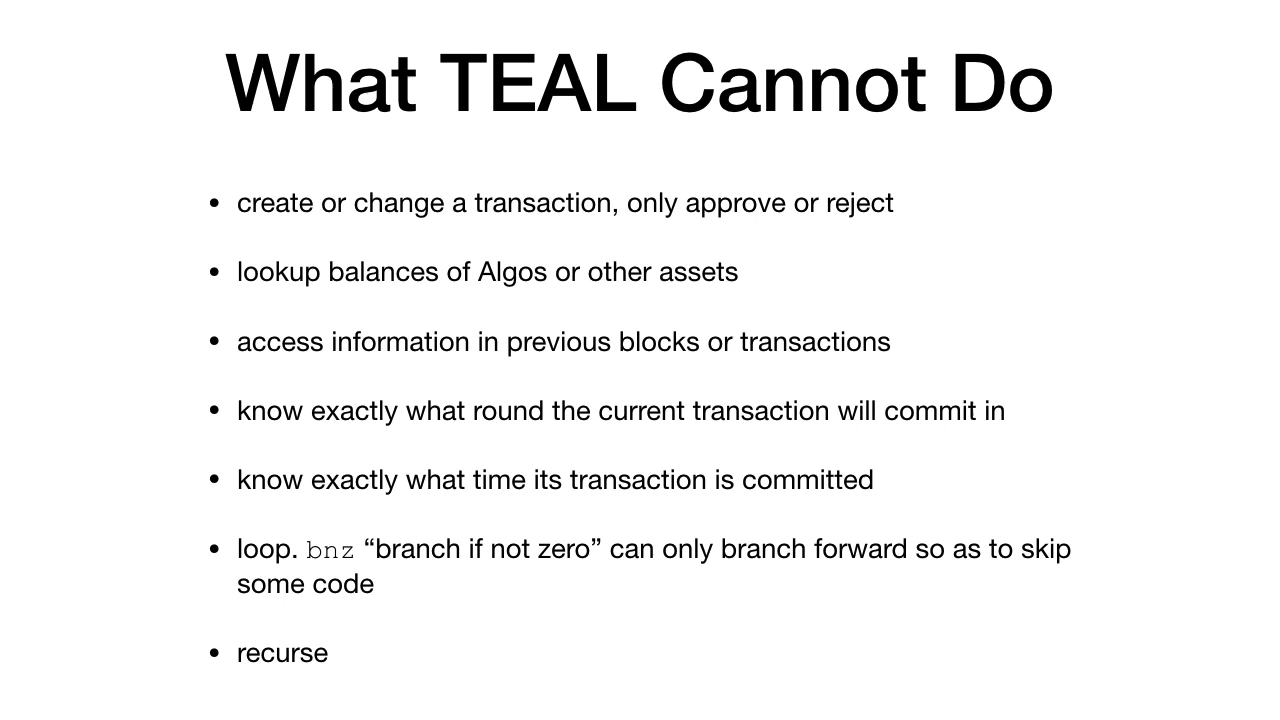 What TEAL Cannot Do
• create or change a transaction, only approve or reject
• lookup balances of Algos or other assets
• access information in previous blocks or transactions
• know exactly what round the current transaction will commit in
• know exactly what time its transaction is committed
• loop. bnz “branch if not zero” can only branch forward so as to skip
some code
• recurse